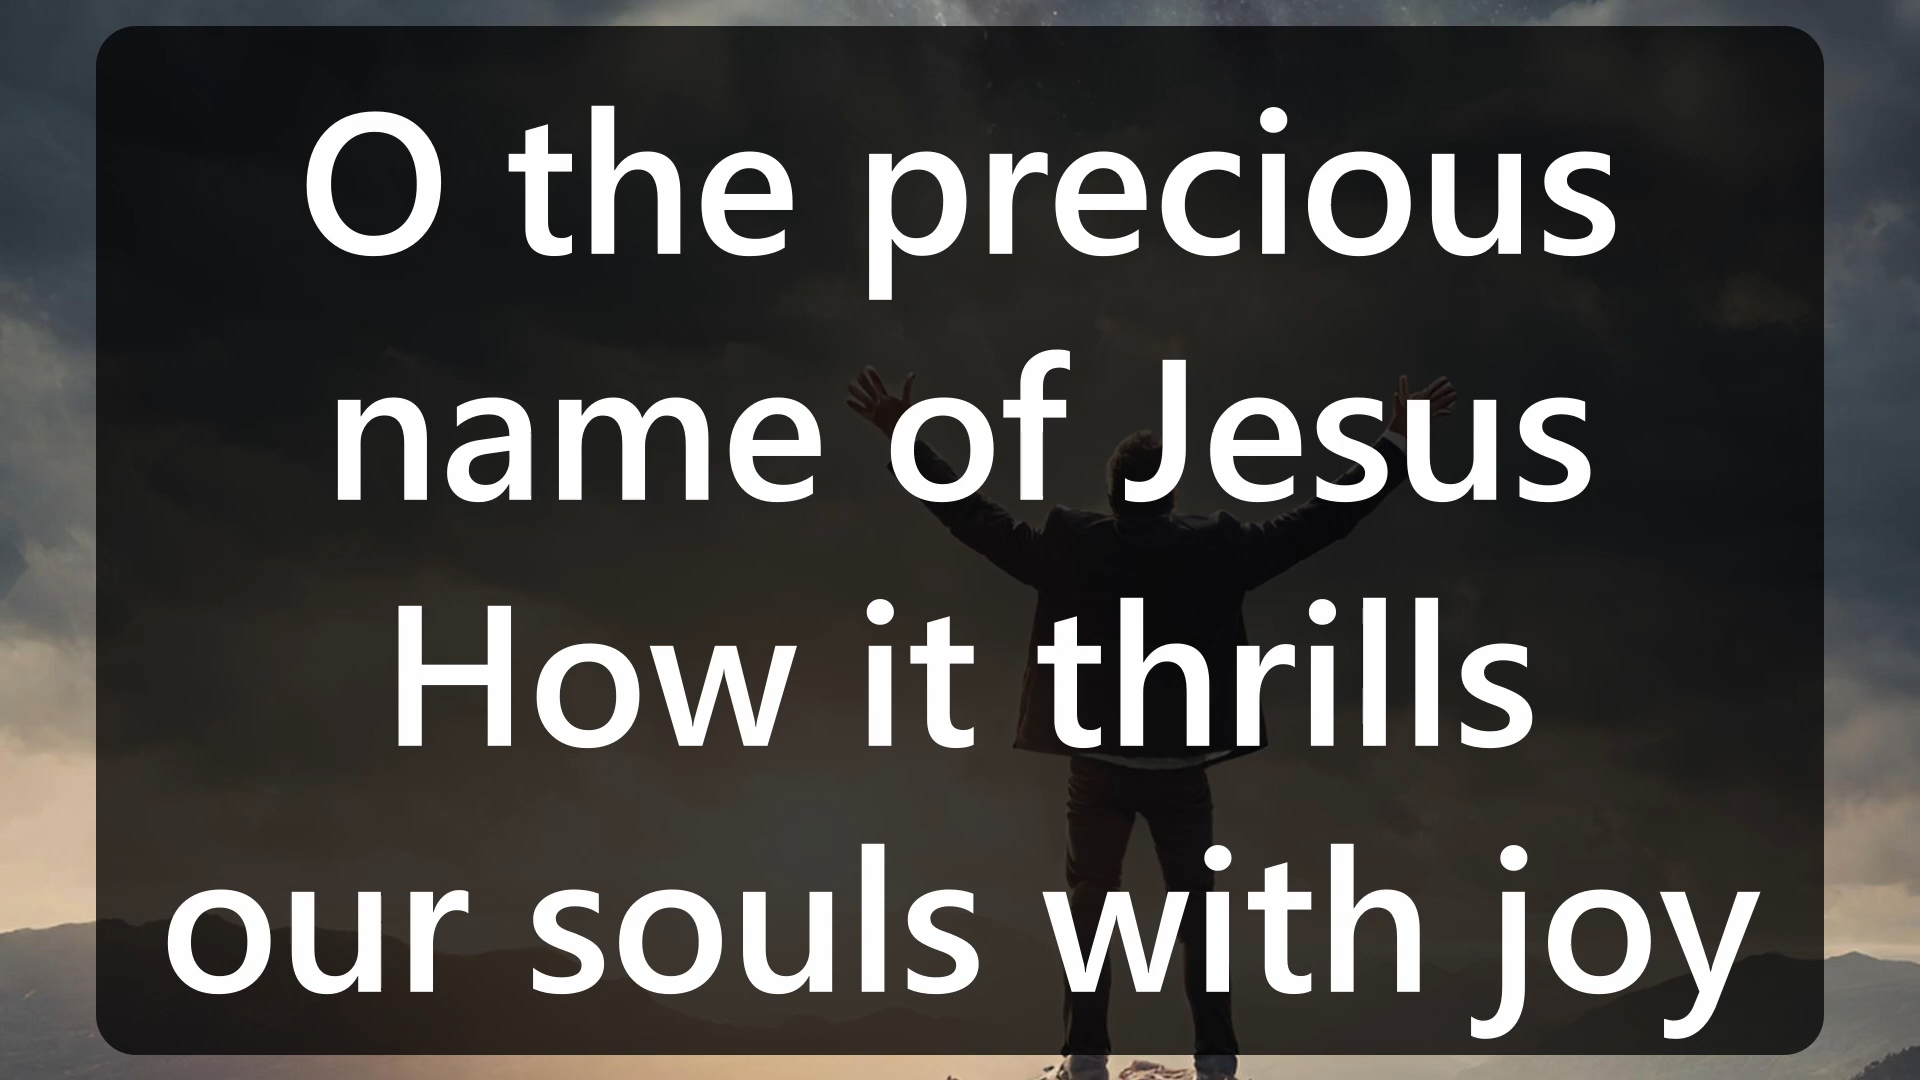 O the precious
name of Jesus
How it thrills
our souls with joy